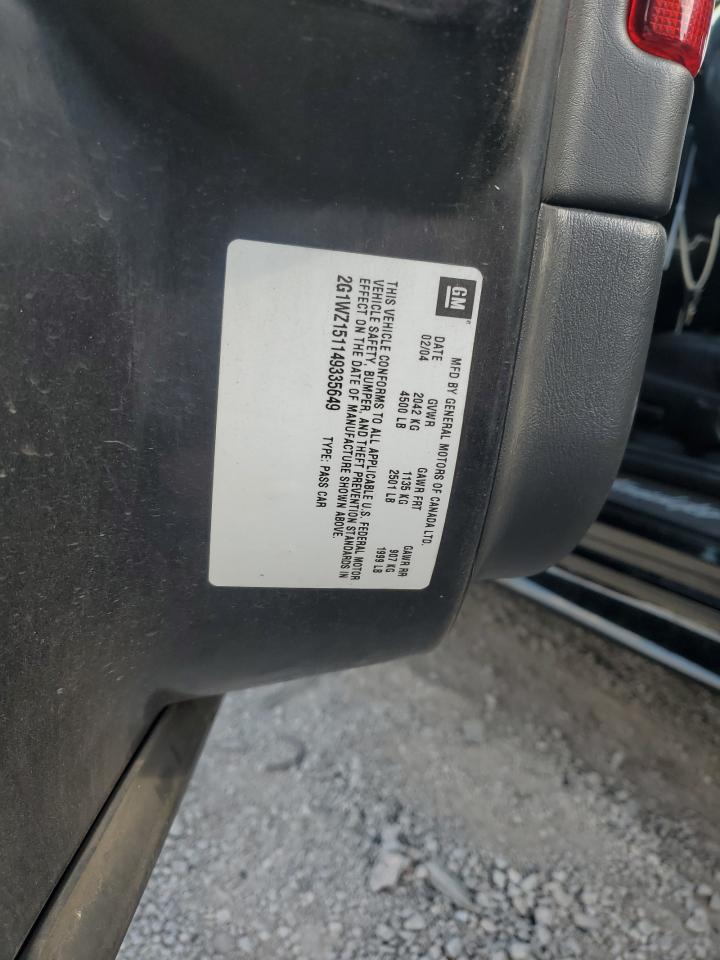 GM
MFD BY GENERAL MOTORS OF CANADA LTD.
DATE GVWR GAWR FRT GAWR RR
02/04 2042 KG 1135 KG 907 KG
4500 LB 2501 LB 1999 LB
THIS VEHICLE CONFORMS TO ALL APPLICABLE U.S. FEDERAL MOTOR
VEHICLE SAFETY, BUMPER, AND THEFT PREVENTION STANDARDS IN
EFFECT ON THE DATE OF MANUFACTURE SHOWN ABOVE.
2G1WZ151149335649 TYPE: PASS CAR